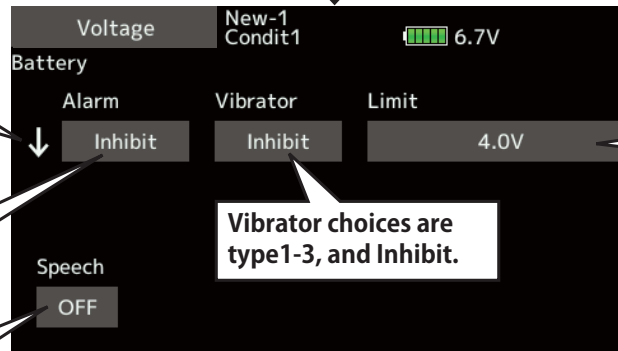 Voltage
New-1
Condit1
6.7V
Battery
Alarm
Vibrator
Limit
↓
Inhibit
Inhibit
4.0V
Vibrator choices are
type1-3, and Inhibit.
Speech
OFF